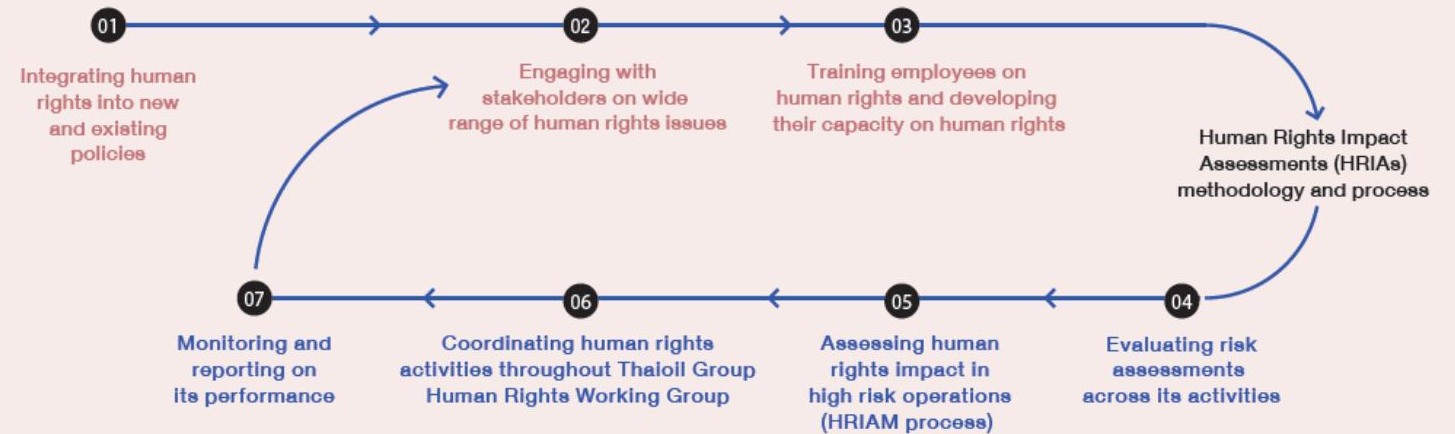 01
Integrating human
rights into new
and existing
policies
02
Engaging with
stakeholders on wide
range of human rights issues
03
Training employees on
human rights and developing
their capacity on human rights
Human Rights Impact
Assessments (HRIAs)
methodology and process
04
Evaluating risk
assessments
across its activities
05
Assessing human
rights impact in
high risk operations
(HRIAM process)
06
Coordinating human rights
activities throughout Thaioil Group
Human Rights Working Group
07
Monitoring and
reporting on
its performance